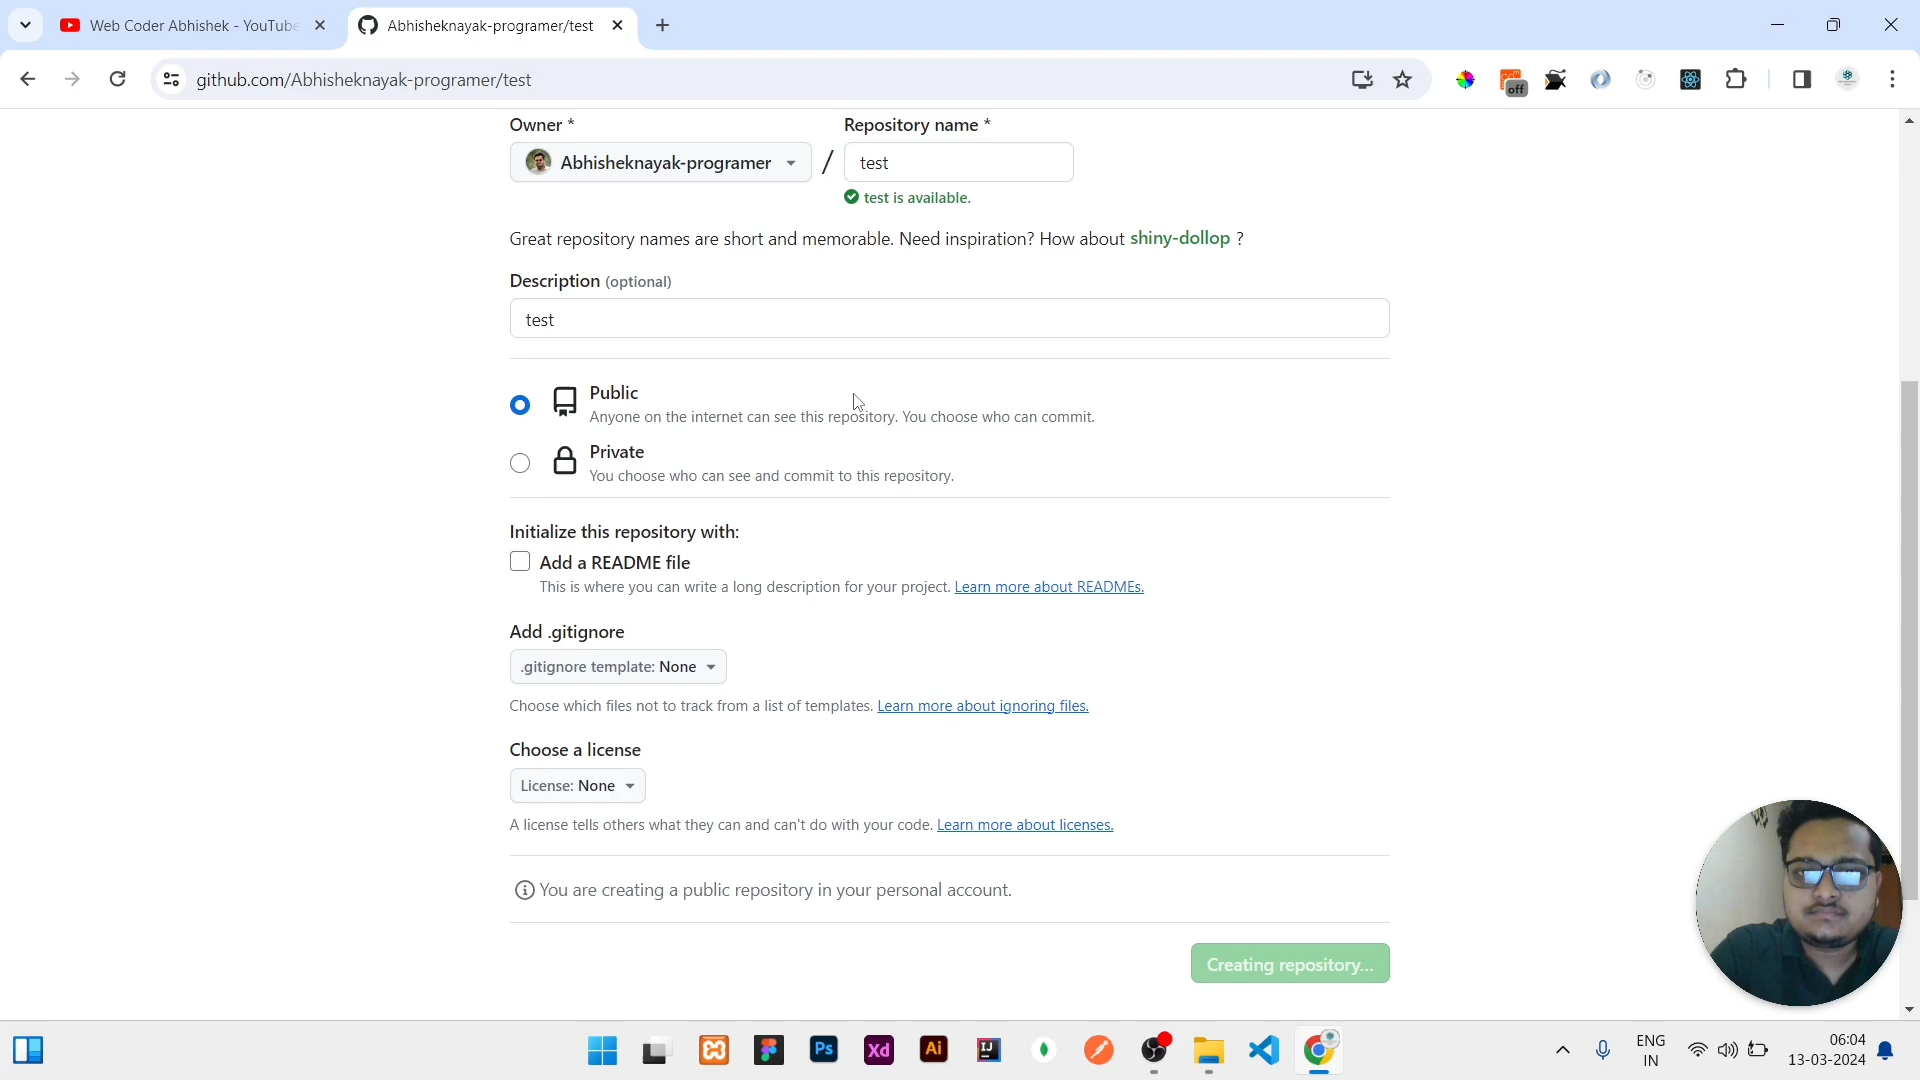 Web Coder Abhishek - YouTube
Abhisheknayak-programer/test
github.com/Abhisheknayak-programer/test
off
Owner *
Repository name *
Abhisheknayak-programer
/
test
test is available.
Great repository names are short and memorable. Need inspiration? How about shiny-dollop ?
Description (optional)
test
Public
Anyone on the internet can see this repository. You choose who can commit.
Private
You choose who can see and commit to this repository.
Initialize this repository with:
Add a README file
This is where you can write a long description for your project. Learn more about READMEs.
Add .gitignore
.gitignore template: None
Choose which files not to track from a list of templates. Learn more about ignoring files.
Choose a license
License: None
A license tells others what they can and can't do with your code. Learn more about licenses.
You are creating a public repository in your personal account.
Creating repository...
Ps
Xd
Ai
IJ
ENG
IN
06:04
13-03-2024